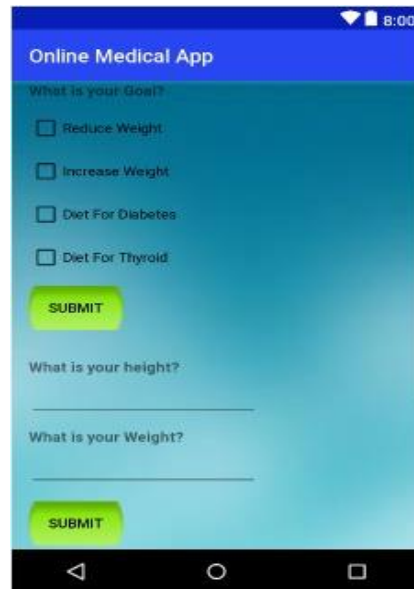 8:00
Online Medical App
What is your Goal?
Reduce Weight
Increase Weight
Diet For Diabetes
Diet For Thyroid
SUBMIT
What is your height?
What is your Weight?
SUBMIT